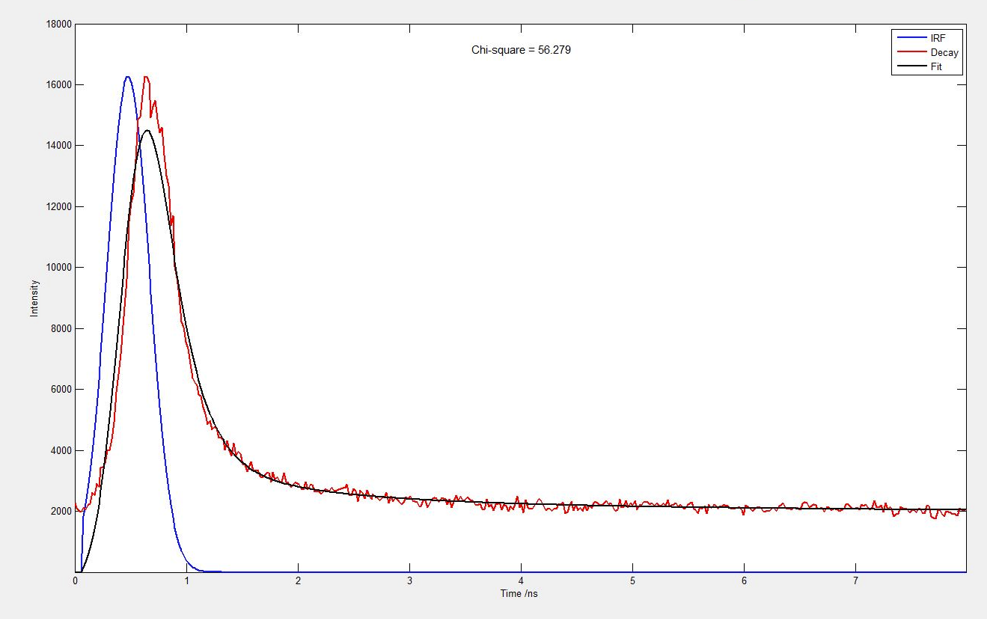 Chi-square = 56.279
IRF
Decay
Fit
18000
16000
14000
12000
10000
8000
6000
4000
2000
Intensity
0 1 2 3 4 5 6 7
Time /ns